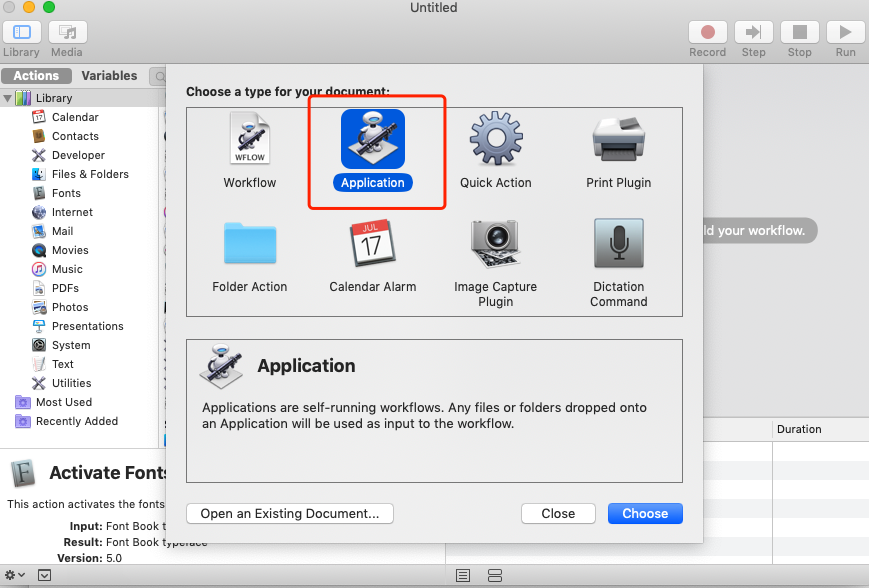 Untitled
Library
Media
Record
Step
Stop
Run
Actions
Variables
Library
Calendar
Contacts
Developer
Files & Folders
Fonts
Internet
Mail
Movies
Music
PDFs
Photos
Presentations
System
Text
Utilities
Most Used
Recently Added
Choose a type for your document:
WFLOW
Workflow
Application
Quick Action
Print Plugin
JUL
17
Folder Action
Calendar Alarm
Image Capture
Plugin
Dictation
Command
JUL
17
Application
Applications are self-running workflows. Any files or folders dropped onto
an Application will be used as input to the workflow.
Open an Existing Document...
Close
Choose
ld your workflow.
Duration
F
Activate Fonts
This action activates the fonts
Input: Font Book t
Result: Font Book typeface
Version: 5.0